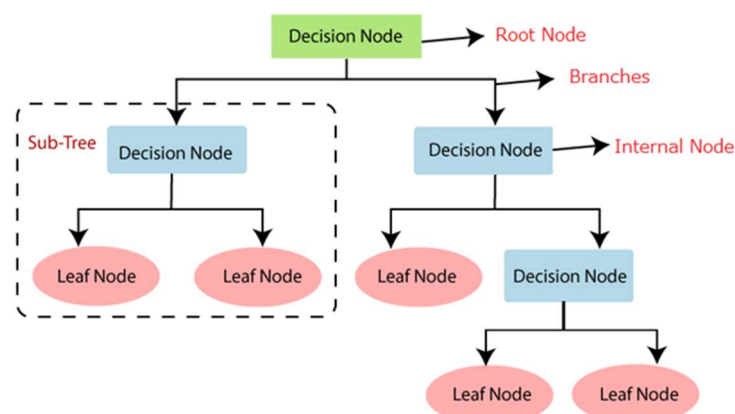 Decision Node
Root Node
Branches
Sub-Tree
Decision Node
Decision Node
Internal Node
Leaf Node
Leaf Node
Leaf Node
Decision Node
Leaf Node
Leaf Node